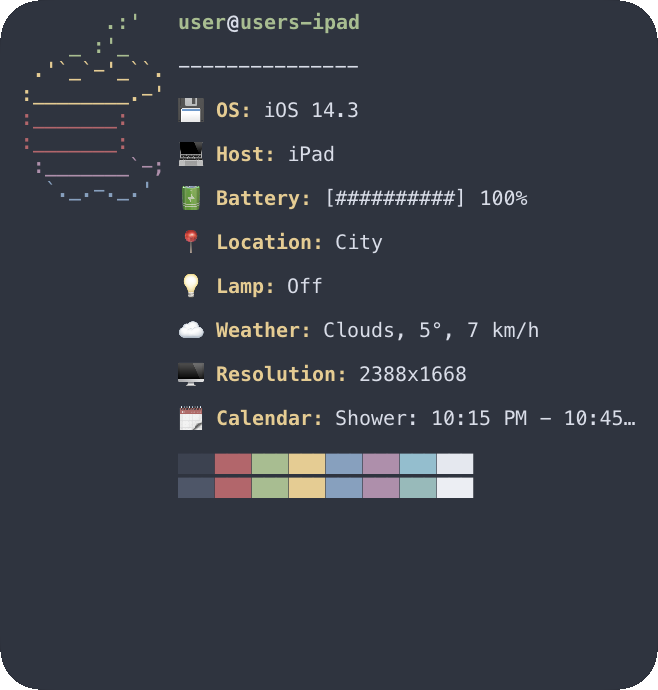 user@users-ipad
---------------
OS: iOS 14.3
Host: iPad
Battery: [##########] 100%
Location: City
Lamp: Off
Weather: Clouds, 5°, 7 km/h
Resolution: 2388x1668
Calendar: Shower: 10:15 PM – 10:45…